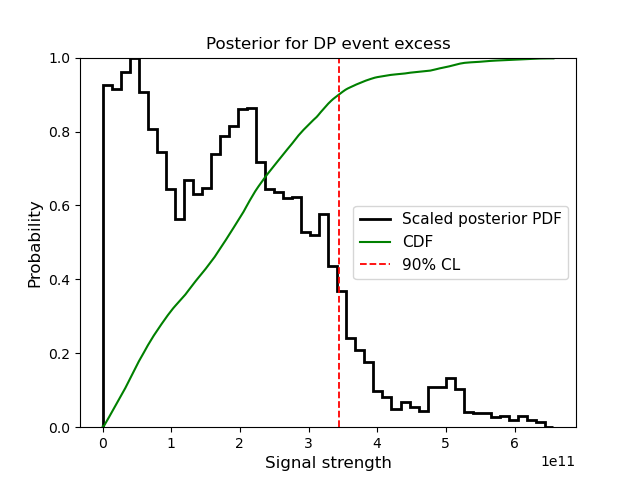 Posterior for DP event excess
Probability
1.0
0.8
0.6
0.4
0.2
0.0
Scaled posterior PDF
CDF
90% CL
0 1 2 3 4 5 6
1e11
Signal strength